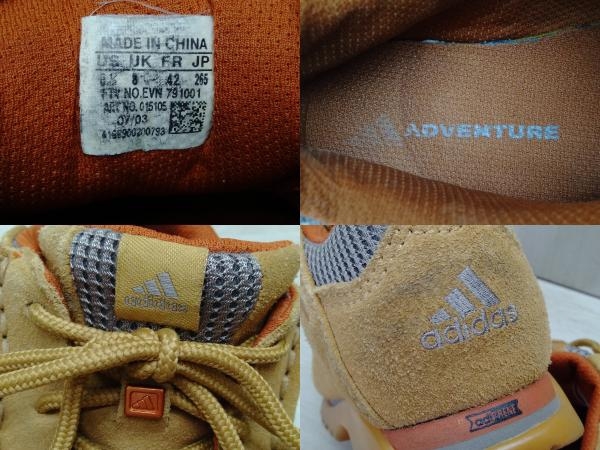 MADE IN CHINA
US UK FR JP
8½ 8 42 265
FTY NO.EVN 791001
ART NO. 015105
07/03
ADVENTURE
adidas
adidas
adiPRENE